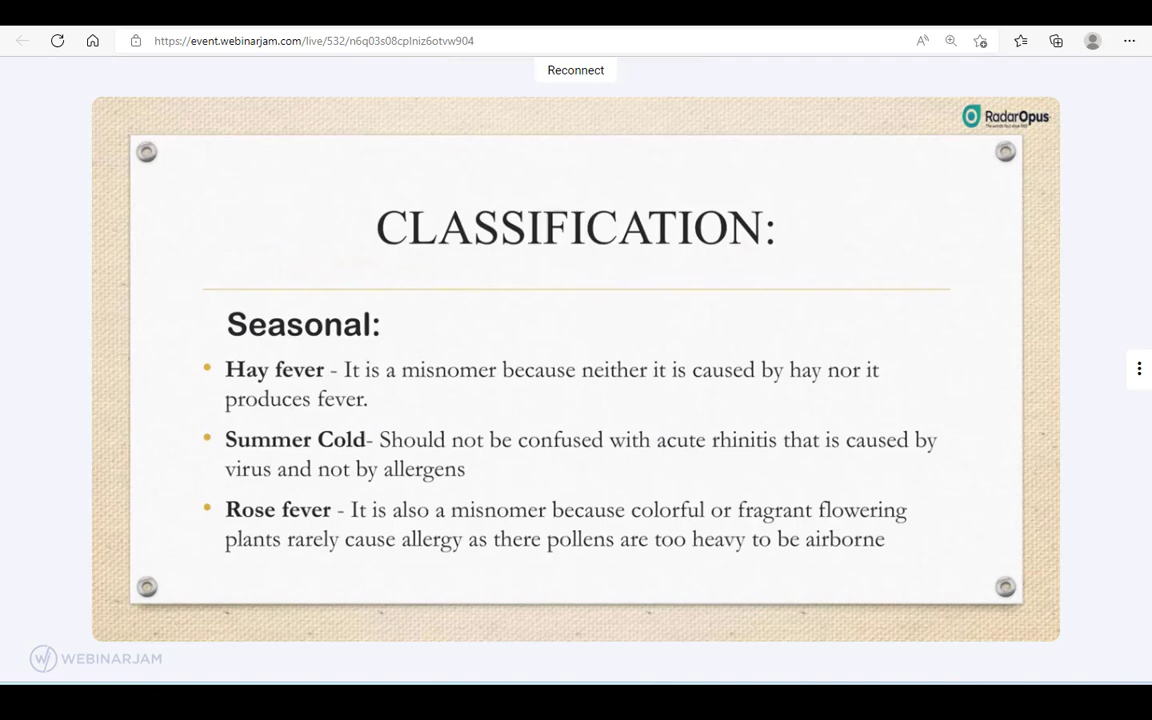 https://event.webinarjam.com/live/532/n6q03s08cplniz6otvw904
Reconnect
RadarOpus
CLASSIFICATION:
Seasonal:
• Hay fever - It is a misnomer because neither it is caused by hay nor it
produces fever.
• Summer Cold- Should not be confused with acute rhinitis that is caused by
virus and not by allergens
• Rose fever - It is also a misnomer because colorful or fragrant flowering
plants rarely cause allergy as there pollens are too heavy to be airborne
WEBINARJAM